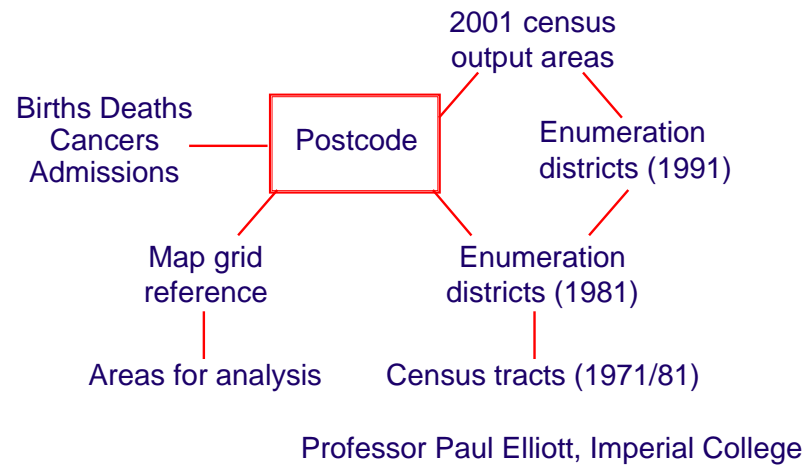 2001 census
output areas
Births Deaths
Cancers
Admissions
Postcode
Enumeration
districts (1991)
Map grid
reference
Enumeration
districts (1981)
Areas for analysis
Census tracts (1971/81)
Professor Paul Elliott, Imperial College